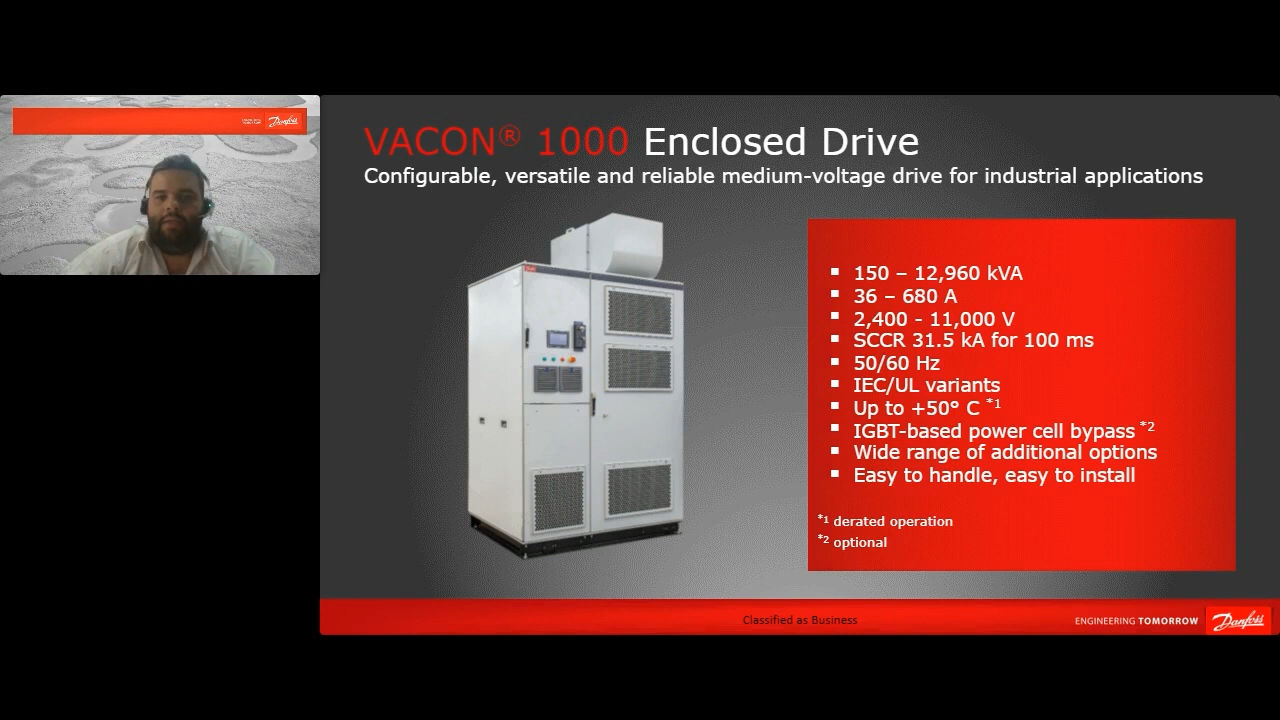 Danfoss
VACON® 1000 Enclosed Drive
Configurable, versatile and reliable medium-voltage drive for industrial applications
150 – 12,960 kVA
36 – 680 A
2,400 - 11,000 V
SCCR 31.5 kA for 100 ms
50/60 Hz
IEC/UL variants
Up to +50° C *1
IGBT-based power cell bypass *2
Wide range of additional options
Easy to handle, easy to install
*1 derated operation
*2 optional
Classified as Business
ENGINEERING TOMORROW
Danfoss